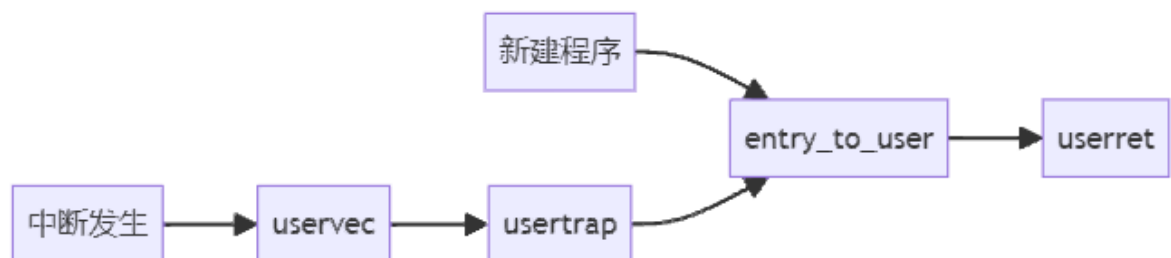 新建程序
entry_to_user
userret
中断发生
uservec
usertrap